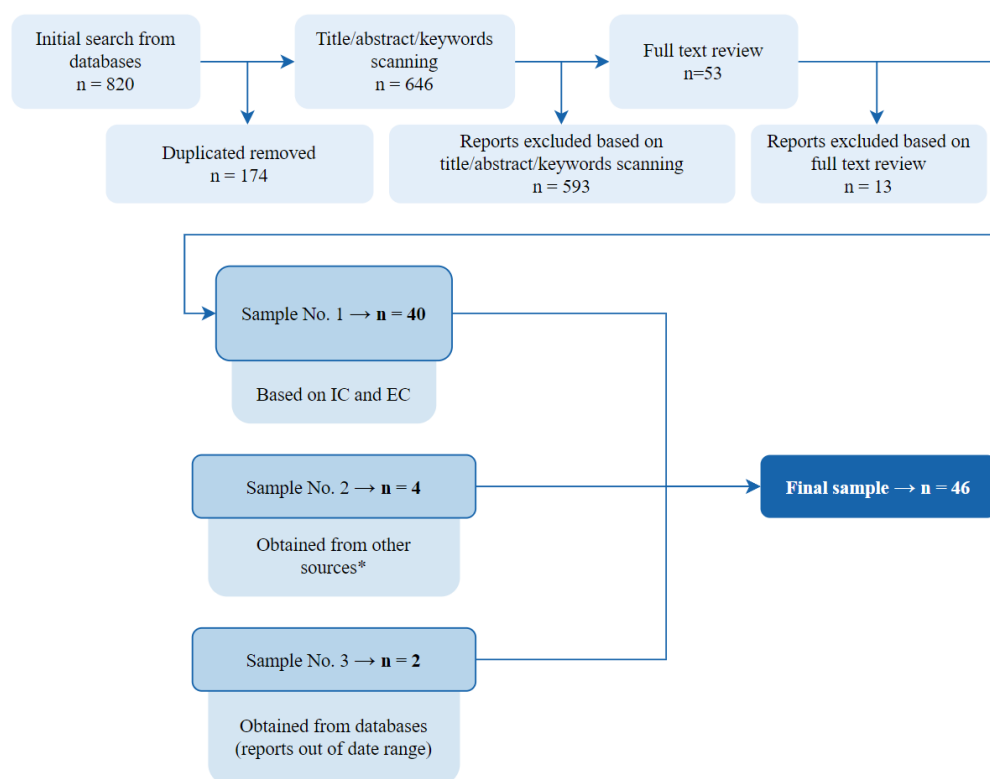 Initial search from
databases
n = 820
Title/abstract/keywords
scanning
n = 646
Full text review
n=53
Duplicated removed
n = 174
Reports excluded based on
title/abstract/keywords scanning
n = 593
Reports excluded based on
full text review
n = 13
Sample No. 1 → n = 40
Based on IC and EC
Sample No. 2 → n = 4
Obtained from other
sources*
Final sample → n = 46
Sample No. 3 → n = 2
Obtained from databases
(reports out of date range)